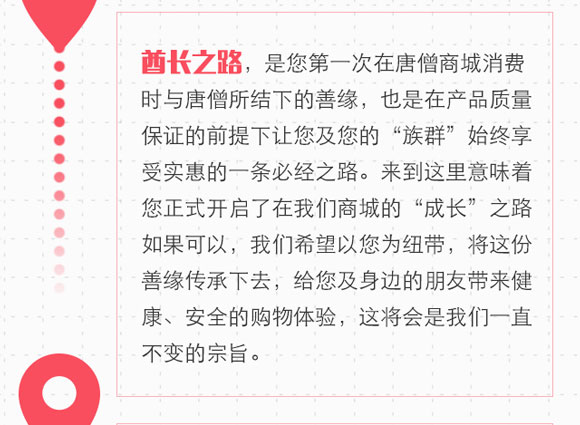 酋长之路，是您第一次在唐僧商城消费
时与唐僧所结下的善缘，也是在产品质量
保证的前提下让您及您的“族群”始终享
受实惠的一条必经之路。来到这里意味着
您正式开启了在我们商城的“成长”之路
如果可以，我们希望以您为纽带，将这份
善缘传承下去，给您及身边的朋友带来健
康、安全的购物体验，这将会是我们一直
不变的宗旨。